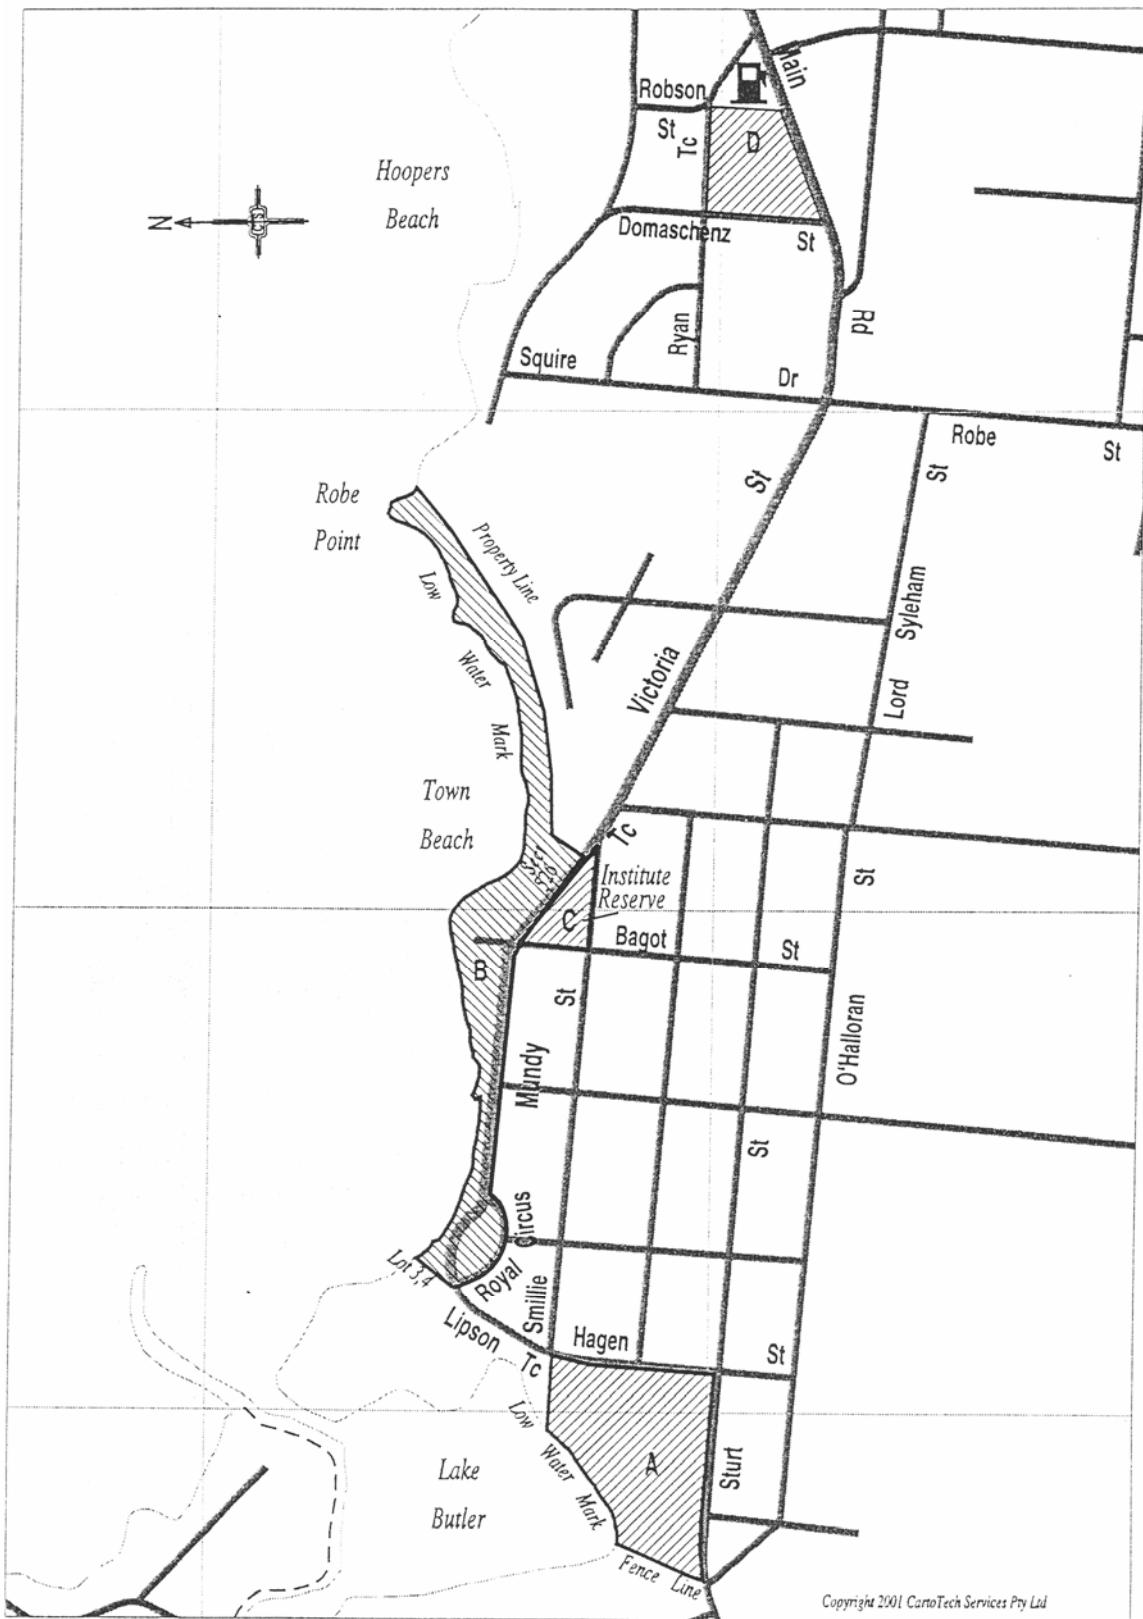 Main
Robson
St
Tc
D
Hoopers
Beach
N
Domaschenz
St
Rd
Ryan
Squire
Dr
Robe
St
St
St
Robe
Point
Property Line
Low
Water
Mark
Syleham
Victoria
Lord
Town
Beach
Tc
Institute
Reserve
St
C
Bagot
St
B
St
Mundy
O'Halloran
St
Circus
Lot 3,4
Royal
Smillie
Lipson
Tc
Hagen
St
Low
Water
Mark
A
Sturt
Lake
Butler
Fence Line
Copyright 2001 CartoTech Services Pty Ltd